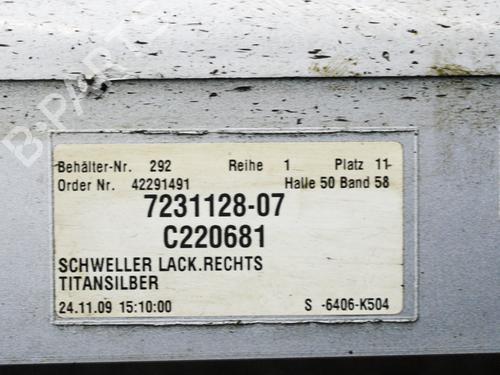 Behälter-Nr. 292 Reihe 1 Platz 11
Order Nr. 42291491 Halle 50 Band 58
7231128-07
C220681
SCHWELLER LACK.RECHTS
TITANSILBER
24.11.09 15:10:00 S -6406-K504